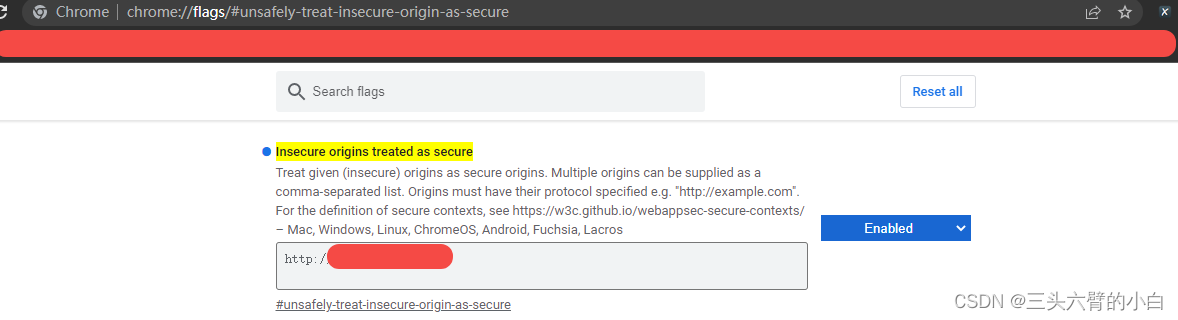 Chrome | chrome://flags/#unsafely-treat-insecure-origin-as-secure
Search flags
Reset all
Insecure origins treated as secure
Treat given (insecure) origins as secure origins. Multiple origins can be supplied as a
comma-separated list. Origins must have their protocol specified e.g. "http://example.com".
For the definition of secure contexts, see https://w3c.github.io/webappsec-secure-contexts/
– Mac, Windows, Linux, ChromeOS, Android, Fuchsia, Lacros
Enabled
http:/
#unsafely-treat-insecure-origin-as-secure
CSDN @三头六臂的小白